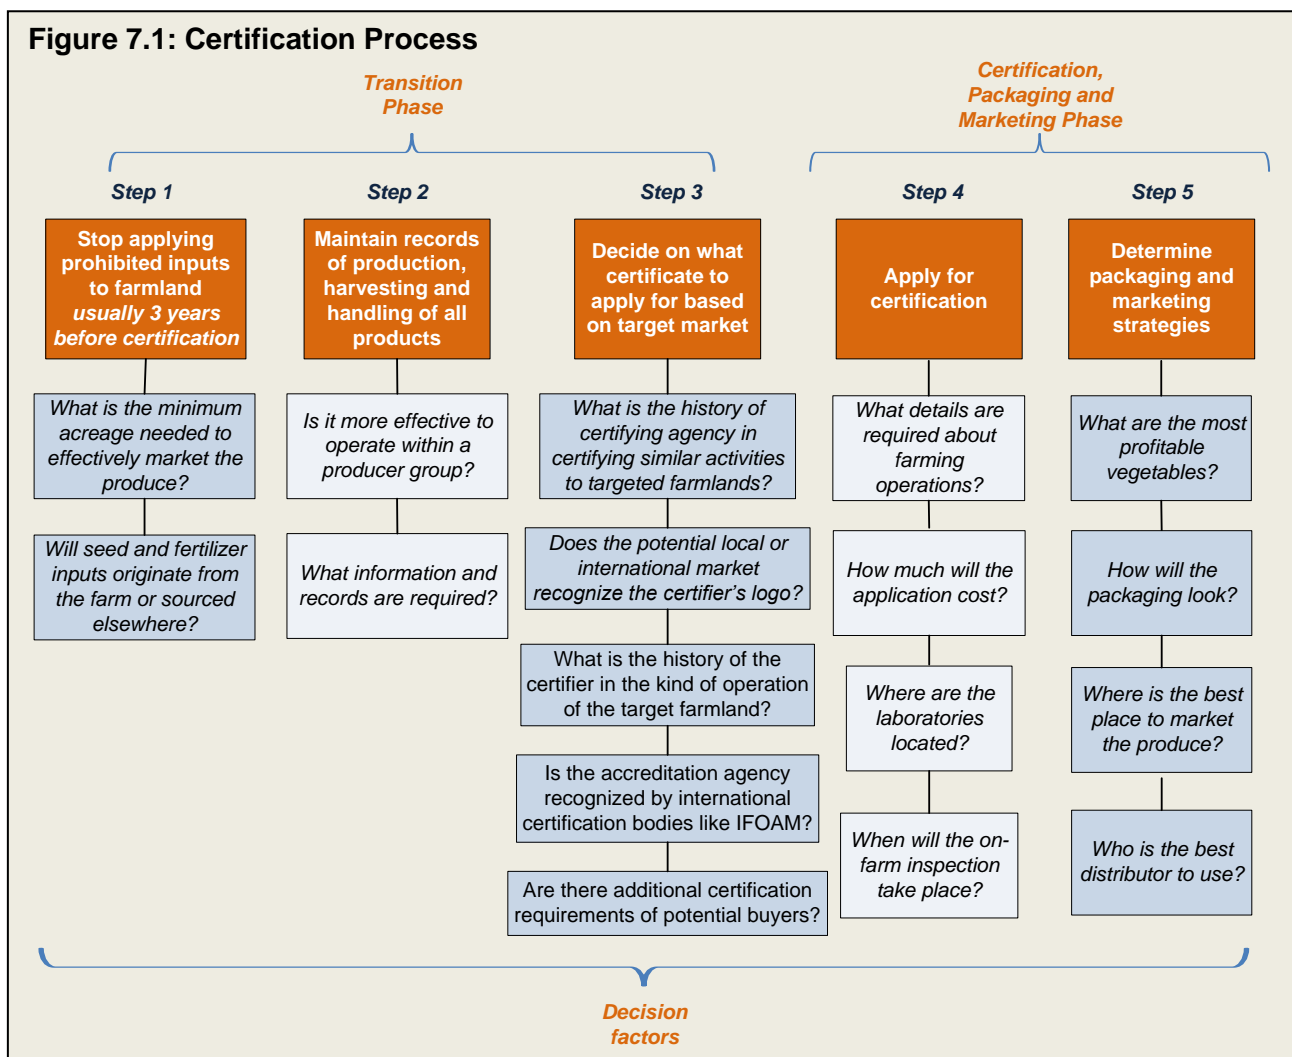 Figure 7.1: Certification Process
Transition
Phase
Certification,
Packaging and
Marketing Phase
Step 1
Step 2
Step 3
Step 4
Step 5
Stop applying
prohibited inputs
to farmland
usually 3 years
before certification
Maintain records
of production,
harvesting and
handling of all
products
Decide on what
certificate to
apply for based
on target market
Apply for
certification
Determine
packaging and
marketing
strategies
What is the minimum
acreage needed to
effectively market the
produce?
Will seed and fertilizer
inputs originate from
the farm or sourced
elsewhere?
Is it more effective to
operate within a
producer group?
What information and
records are required?
What is the history of
certifying agency in
certifying similar activities
to targeted farmlands?
Does the potential local or
international market
recognize the certifier’s logo?
What is the history of the
certifier in the kind of operation
of the target farmland?
Is the accreditation agency
recognized by international
certification bodies like IFOAM?
Are there additional certification
requirements of potential buyers?
What details are
required about
farming
operations?
How much will the
application cost?
Where are the
laboratories
located?
When will the on-
farm inspection
take place?
What are the most
profitable
vegetables?
How will the
packaging look?
Where is the best
place to market
the produce?
Who is the best
distributor to use?
Decision
factors